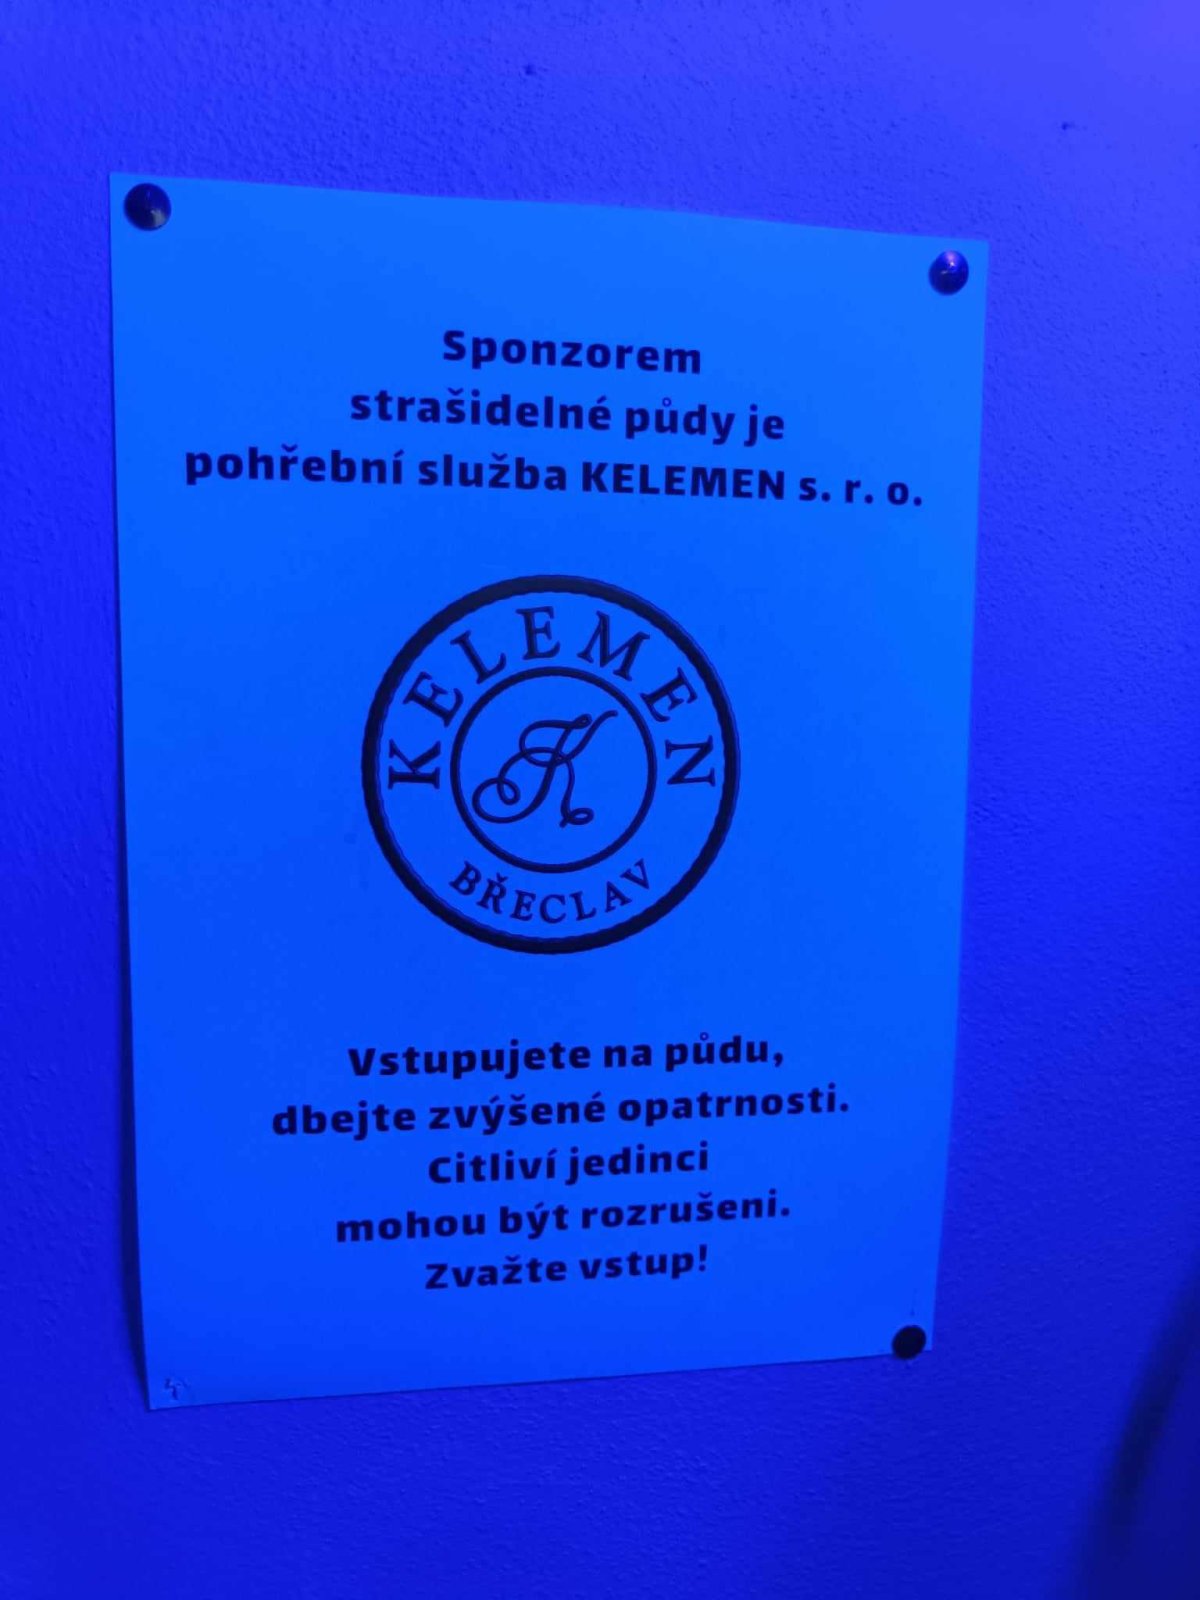 Sponzorem
strašidelné půdy je
pohřební služba KELEMEN s. r. o.
KELEMEN
K
BŘECLAV
Vstupujete na půdu,
dbejte zvýšené opatrnosti.
Citliví jedinci
mohou být rozrušeni.
Zvažte vstup!